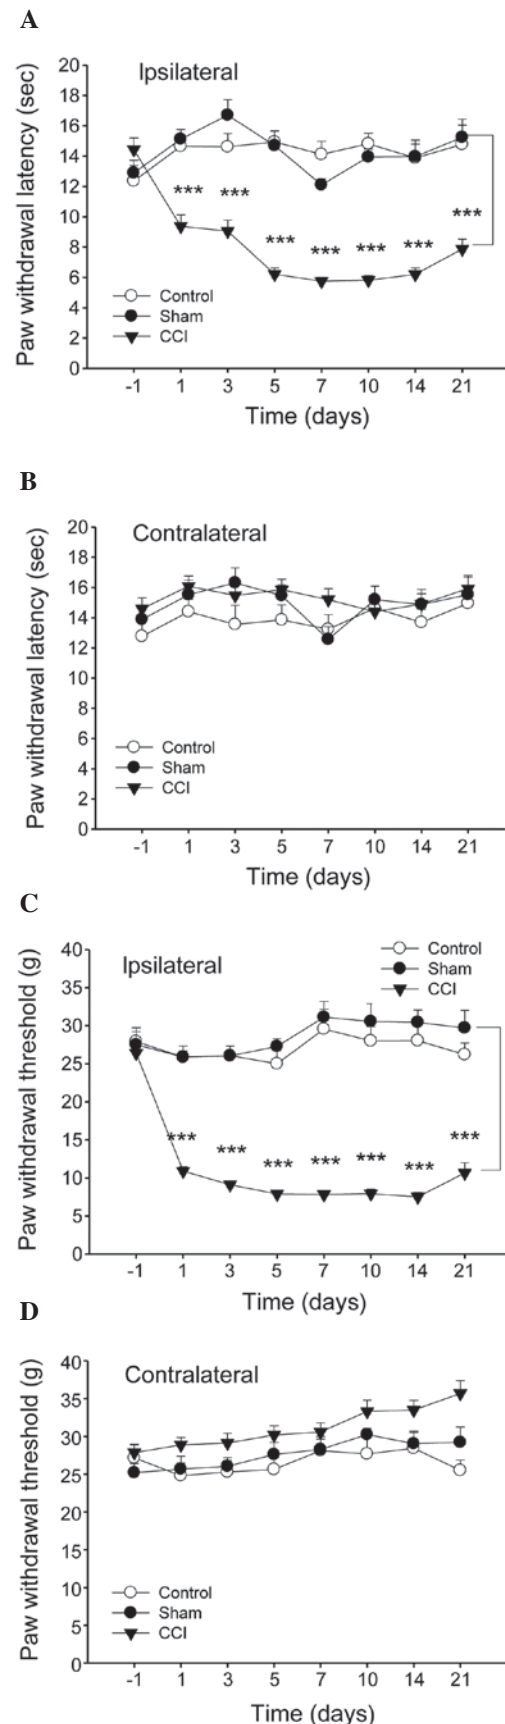 A
Ipsilateral
Paw withdrawal latency (sec)
20
18
16
14
12
10
8
6
4
2
0
*** ***
*** *** *** *** ***
Control
Sham
CCI
-1 1 3 5 7 10 14 21
Time (days)
B
Contralateral
Paw withdrawal latency (sec)
20
18
16
14
12
10
8
6
4
2
0
Control
Sham
CCI
-1 1 3 5 7 10 14 21
Time (days)
C
Ipsilateral
Control
Sham
CCI
Paw withdrawal threshold (g)
40
35
30
25
20
15
10
5
0
*** *** *** *** *** *** ***
-1 1 3 5 7 10 14 21
Time (days)
D
Contralateral
Paw withdrawal threshold (g)
40
35
30
25
20
15
10
5
0
Control
Sham
CCI
-1 1 3 5 7 10 14 21
Time (days)